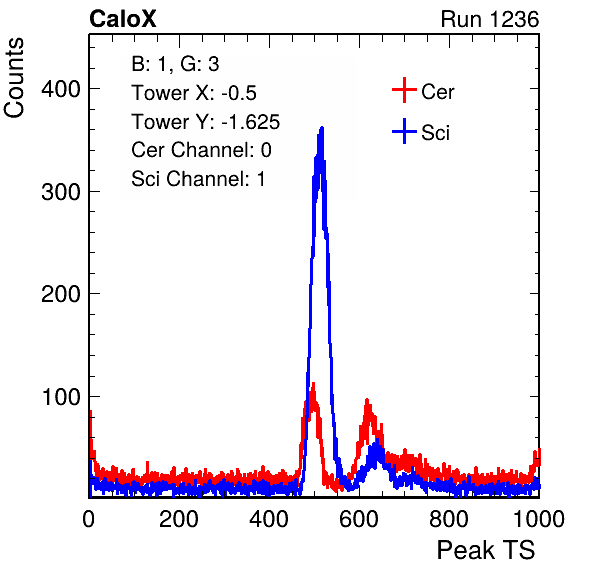 CaloX Run 1236
Counts
B: 1, G: 3
Tower X: -0.5
Tower Y: -1.625
Cer Channel: 0
Sci Channel: 1
Cer
Sci
400
300
200
100
0 200 400 600 800 1000
Peak TS